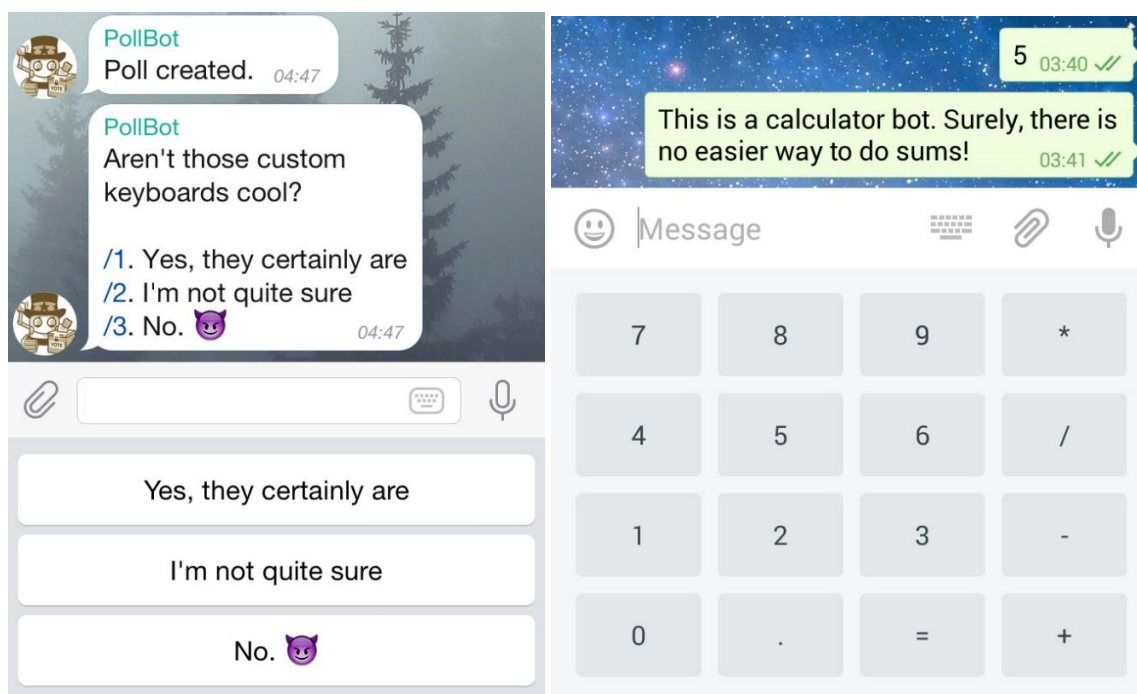 PollBot
Poll created. 04:47
PollBot
Aren't those custom
keyboards cool?
/1. Yes, they certainly are
/2. I'm not quite sure
/3. No. 😈 04:47
Yes, they certainly are
I'm not quite sure
No. 😈
5 03:40
This is a calculator bot. Surely, there is
no easier way to do sums! 03:41
Message
7 8 9 *
4 5 6 /
1 2 3 -
0 . = +